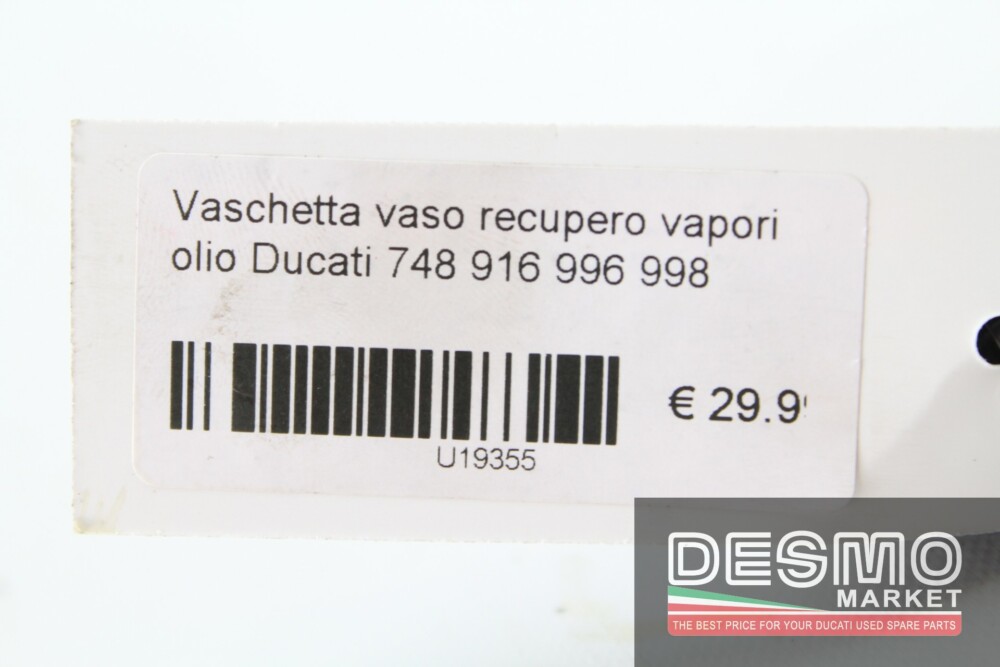 Vaschetta vaso recupero vapori
olio Ducati 748 916 996 998
€ 29.9
U19355
DESMO
MARKET
THE BEST PRICE FOR YOUR DUCATI USED SPARE PARTS